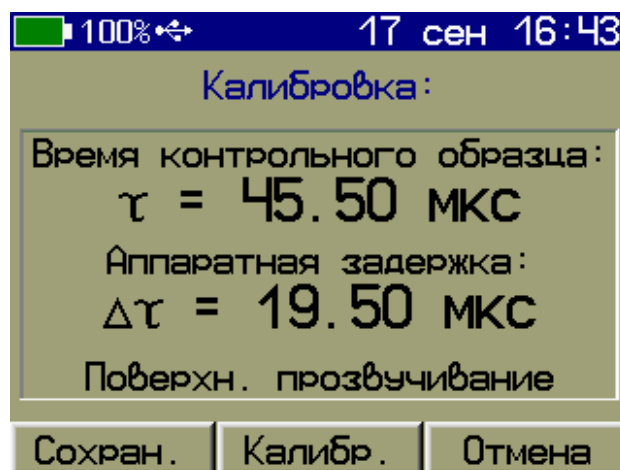 100% 17 сен 16:43
Калибровка:
Время контрольного образца:
τ = 45.50 мкс
Аппаратная задержка:
Δτ = 19.50 мкс
Поверхн. прозвучивание
Сохран. Калибр. Отмена